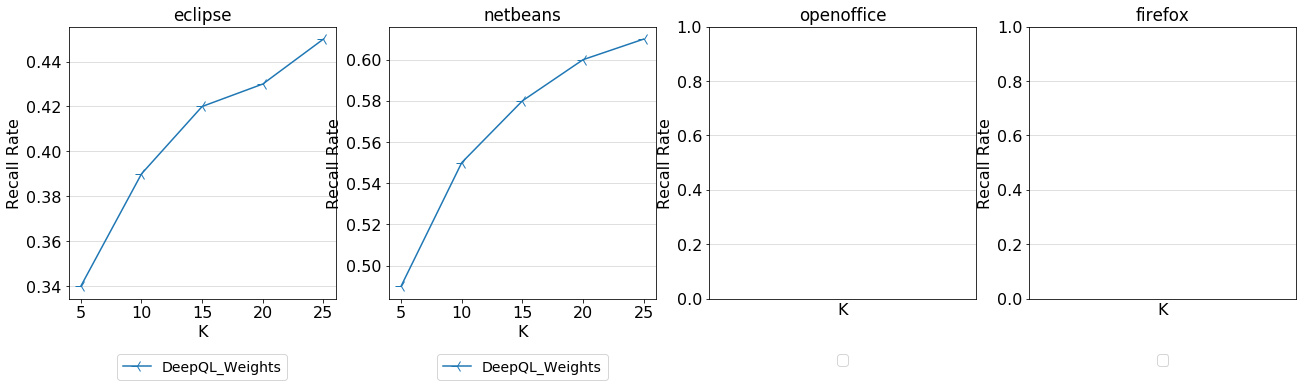 eclipse
Recall Rate
0.44
0.42
0.40
0.38
0.36
0.34
5 10 15 20 25
K
DeepQL_Weights
netbeans
Recall Rate
0.60
0.58
0.56
0.54
0.52
0.50
5 10 15 20 25
K
DeepQL_Weights
openoffice
Recall Rate
1.0
0.8
0.6
0.4
0.2
0.0
K
firefox
Recall Rate
1.0
0.8
0.6
0.4
0.2
0.0
K